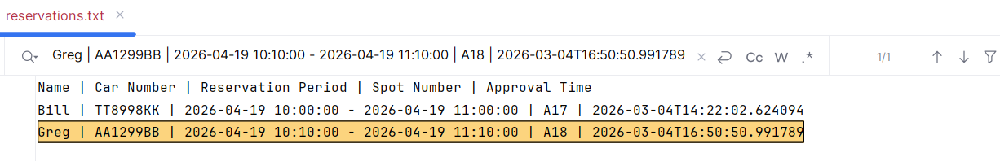 reservations.txt
Greg | AA1299BB | 2026-04-19 10:10:00 - 2026-04-19 11:10:00 | A18 | 2026-03-04T16:50:50.991789 Cc W .* 1/1
Name | Car Number | Reservation Period | Spot Number | Approval Time
Bill | TT8998KK | 2026-04-19 10:00:00 - 2026-04-19 11:00:00 | A17 | 2026-03-04T14:22:02.624094
Greg | AA1299BB | 2026-04-19 10:10:00 - 2026-04-19 11:10:00 | A18 | 2026-03-04T16:50:50.991789